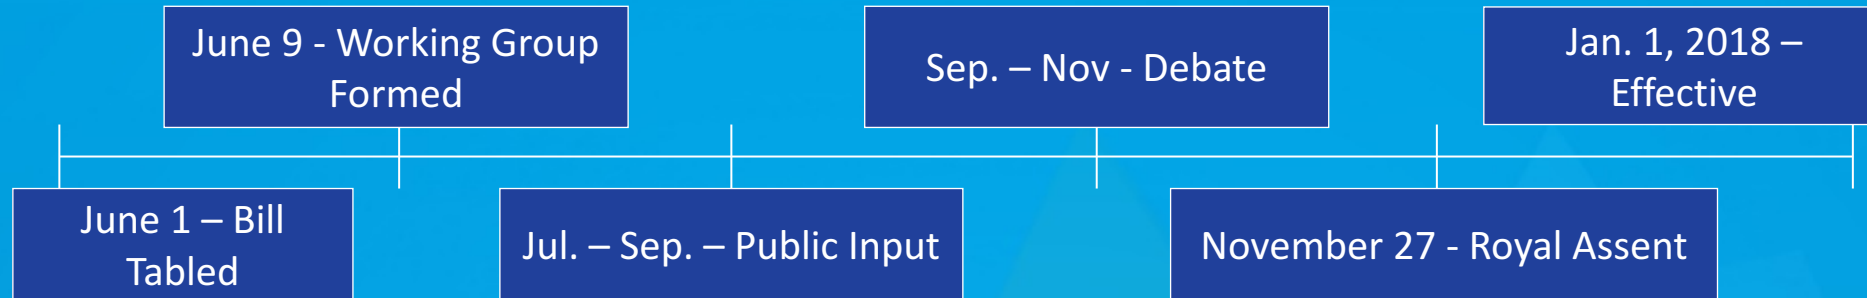 June 9 - Working Group
Formed
Sep. – Nov - Debate
Jan. 1, 2018 –
Effective
June 1 – Bill
Tabled
Jul. – Sep. – Public Input
November 27 - Royal Assent